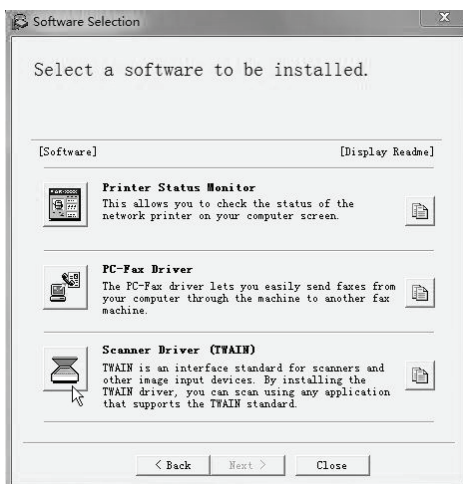 Software Selection
X
Select a software to be installed.
[Software] [Display Readme]
Printer Status Monitor
This allows you to check the status of the
network printer on your computer screen.
PC-Fax Driver
The PC-Fax driver lets you easily send faxes from
your computer through the machine to another fax
machine.
Scanner Driver (TWAIN)
TWAIN is an interface standard for scanners and
other image input devices. By installing the
TWAIN driver, you can scan using any application
that supports the TWAIN standard.
< Back Next > Close